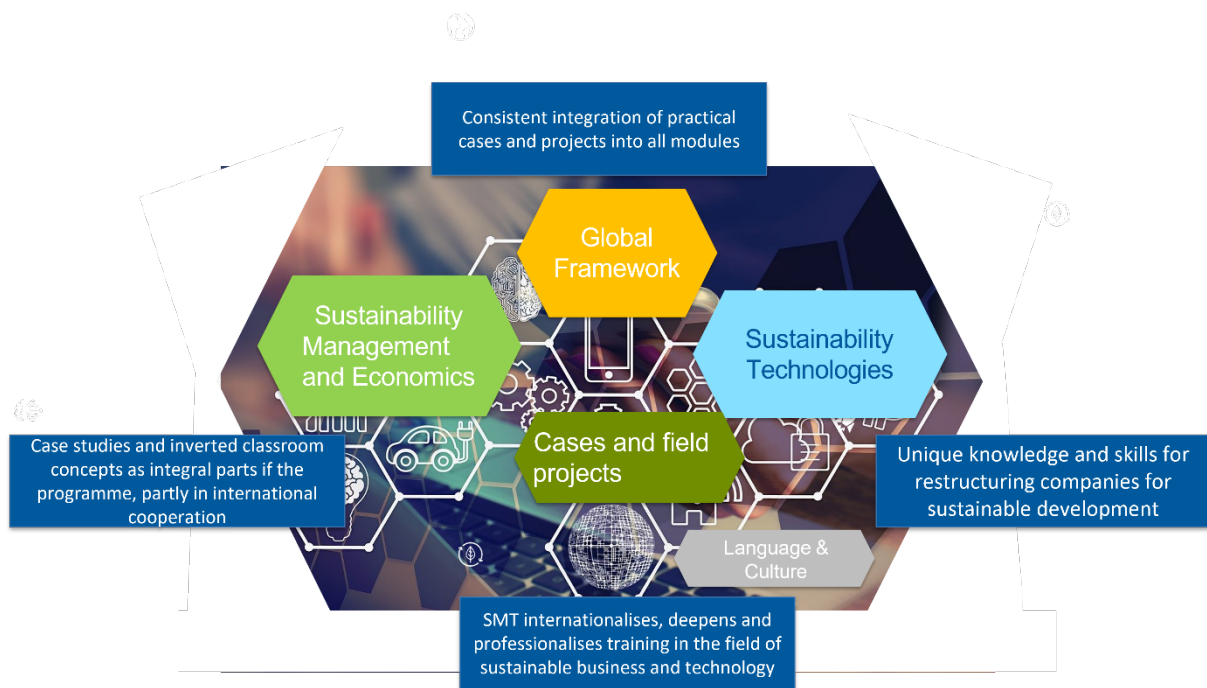 Consistent integration of practical
cases and projects into all modules
Global
Framework
Sustainability
Management
and Economics
Sustainability
Technologies
Cases and field
projects
Case studies and inverted classroom
concepts as integral parts if the
programme, partly in international
cooperation
Unique knowledge and skills for
restructuring companies for
sustainable development
Language &
Culture
SMT internationalises, deepens and
professionalises training in the field of
sustainable business and technology